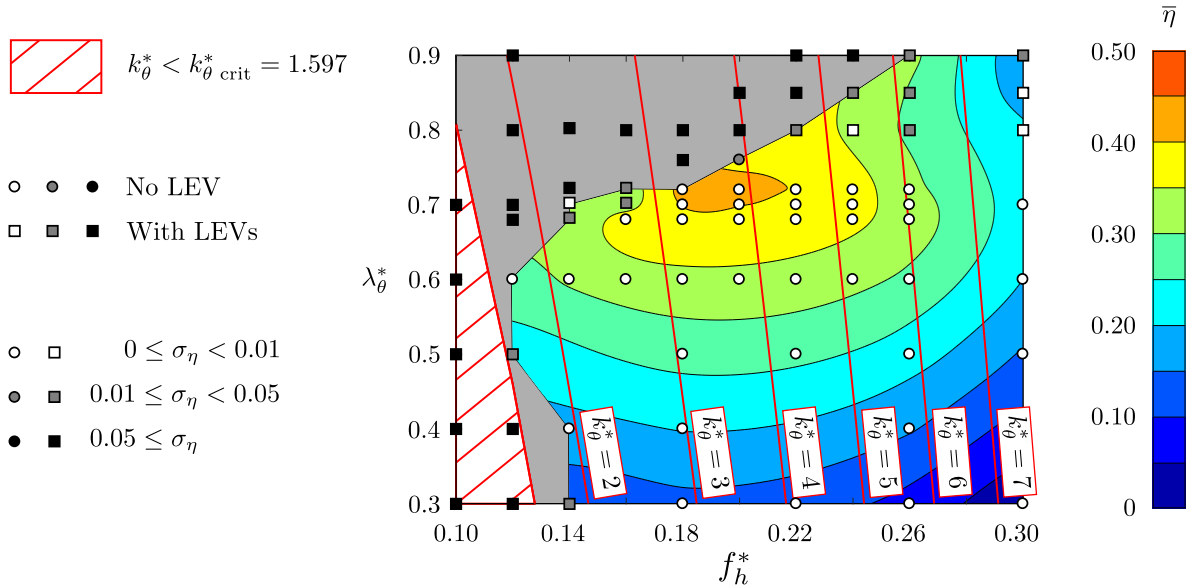 k*θ < k*θ crit = 1.597
No LEV
With LEVs
0 ≤ ση < 0.01
0.01 ≤ ση < 0.05
0.05 ≤ ση
λ*θ
0.9
0.8
0.7
0.6
0.5
0.4
0.3
0.10
0.14
0.18
0.22
0.26
0.30
f*h
k*θ = 2
k*θ = 3
k*θ = 4
k*θ = 5
k*θ = 6
k*θ = 7
η̅
0.50
0.40
0.30
0.20
0.10
0